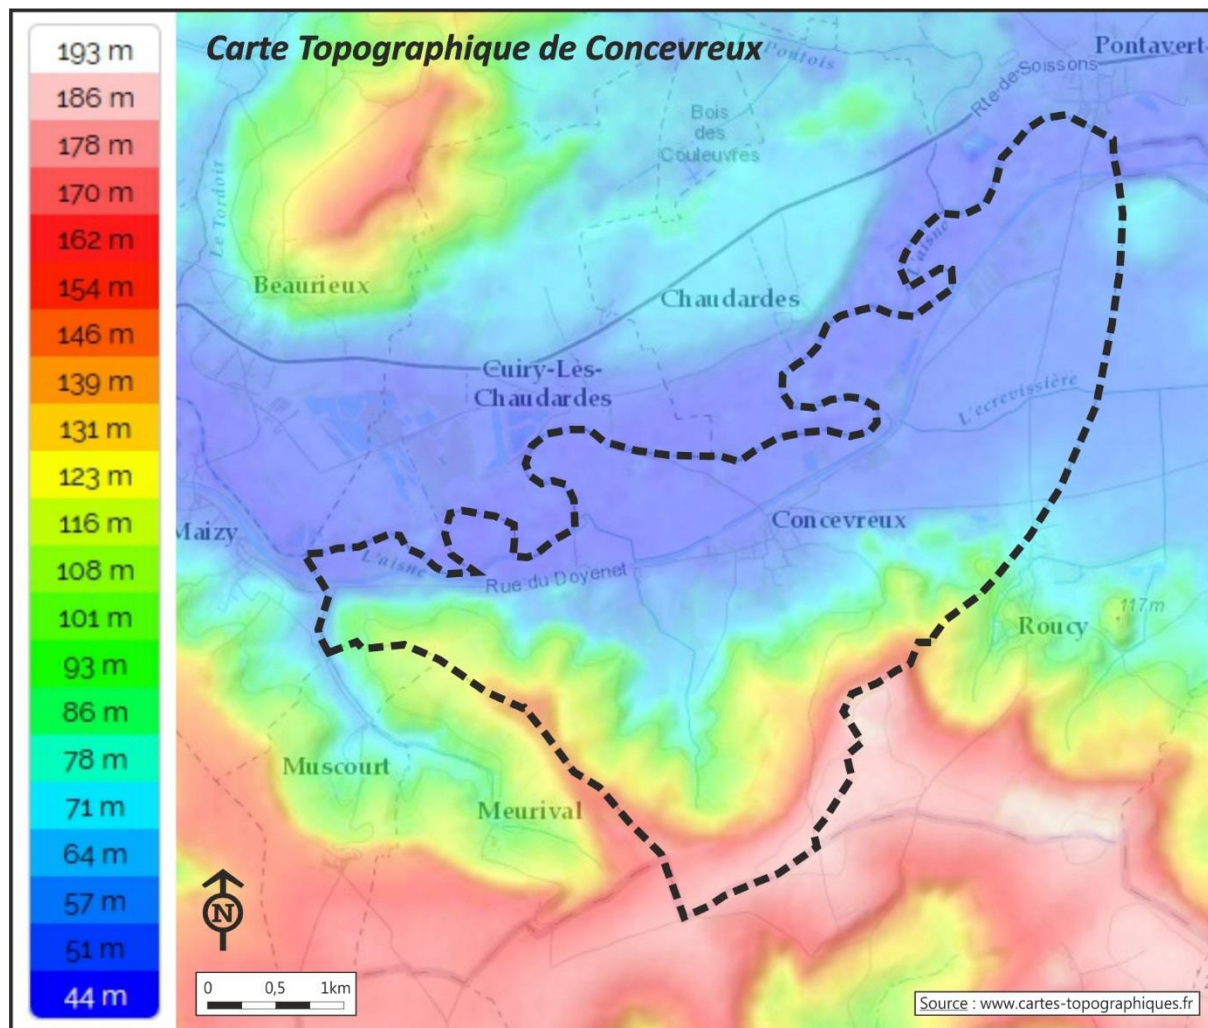 Carte Topographique de Concevreux
193 m
186 m
178 m
170 m
162 m
154 m
146 m
139 m
131 m
123 m
116 m
108 m
101 m
93 m
86 m
78 m
71 m
64 m
57 m
51 m
44 m
Le Pontois
Pontavert
Rte-de-Soissons
Bois
des
Couleuvres
Le Tordoir
L'aisne
Beaurieux
Chaudardes
Cuiry-Lès-
Chaudardes
L'ecrevissière
Maizy
Concevreux
L'aisne
Rue du Doyenet
117m
Roucy
Muscourt
Meurival
N
0 0,5 1km
Source : www.cartes-topographiques.fr